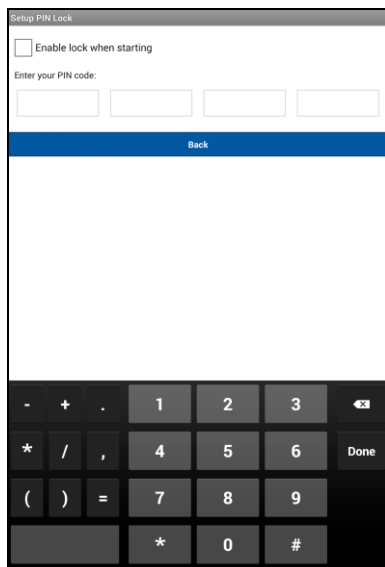 Setup PIN Lock
Enable lock when starting
Enter your PIN code:
Back
- + . 1 2 3
* / , 4 5 6 Done
( ) = 7 8 9
* 0 #